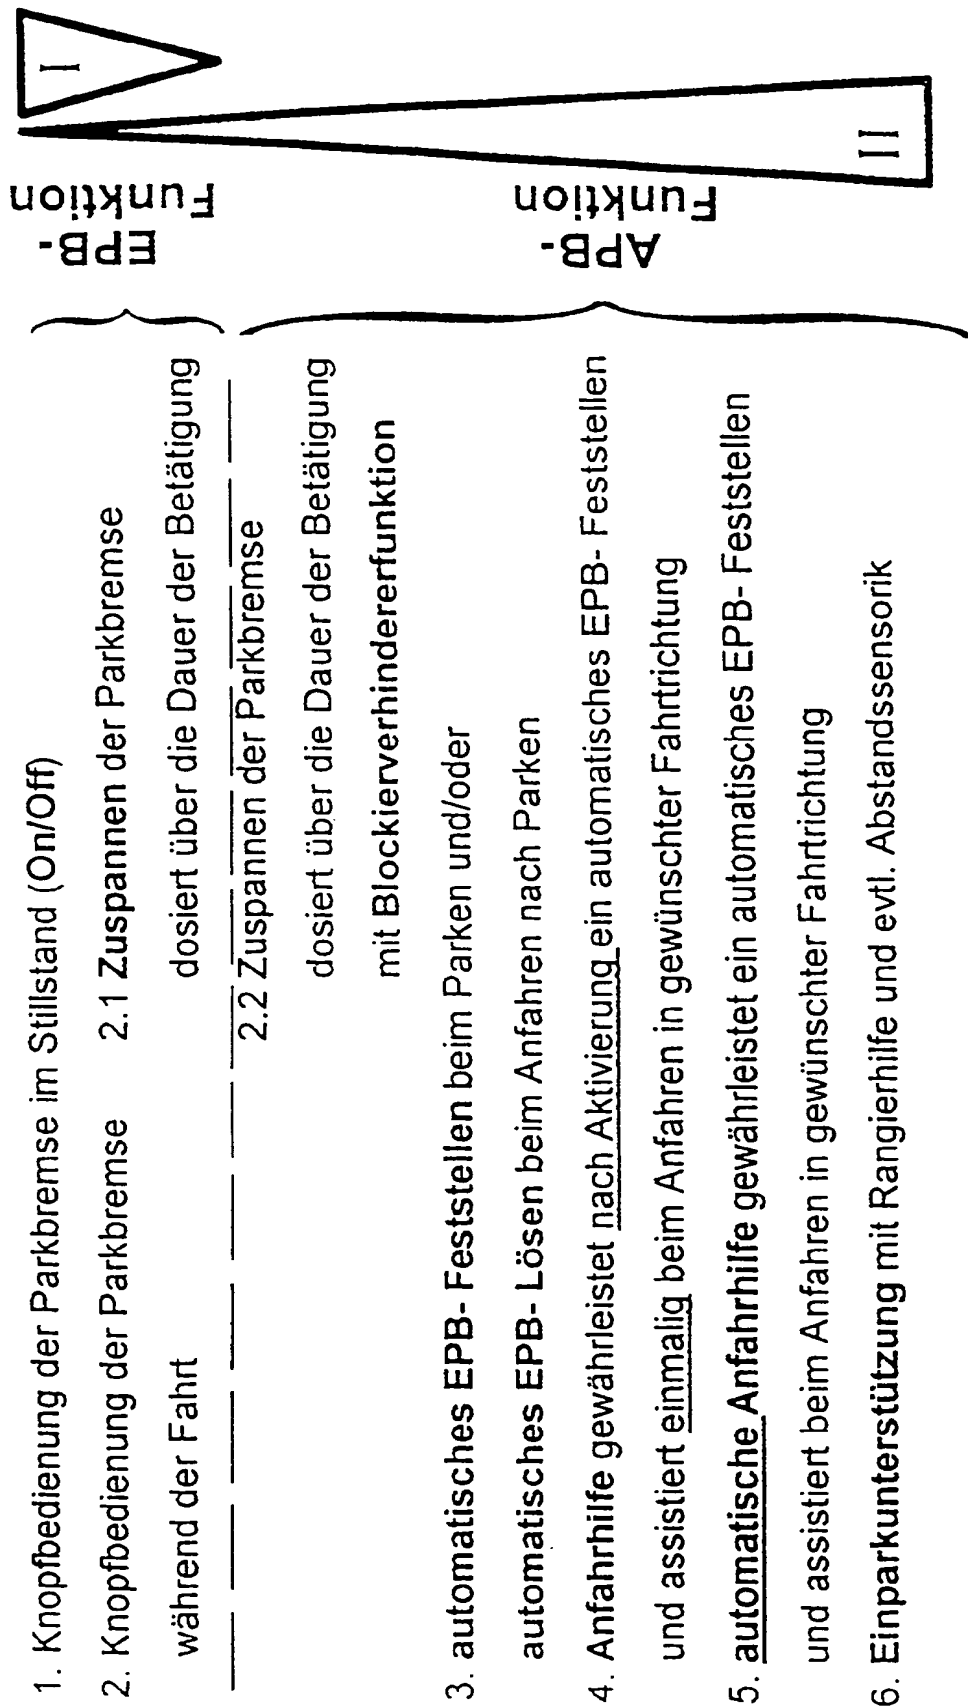 1. Knopfbedienung der Parkbremse im Stillstand (On/Off)
2. Knopfbedienung der Parkbremse 2.1 Zuspannen der Parkbremse
während der Fahrt dosiert über die Dauer der Betätigung
2.2 Zuspannen der Parkbremse
dosiert über die Dauer der Betätigung
mit Blockierverhindererfunktion
3. automatisches EPB- Feststellen beim Parken und/oder
automatisches EPB- Lösen beim Anfahren nach Parken
4. Anfahrhilfe gewährleistet nach Aktivierung ein automatisches EPB- Feststellen
und assistiert einmalig beim Anfahren in gewünschter Fahrtrichtung
5. automatische Anfahrhilfe gewährleistet ein automatisches EPB- Feststellen
und assistiert beim Anfahren in gewünschter Fahrtrichtung
6. Einparkunterstützung mit Rangierhilfe und evtl. Abstandssensorik
EPB-
Funktion
APB-
Funktion
I
II